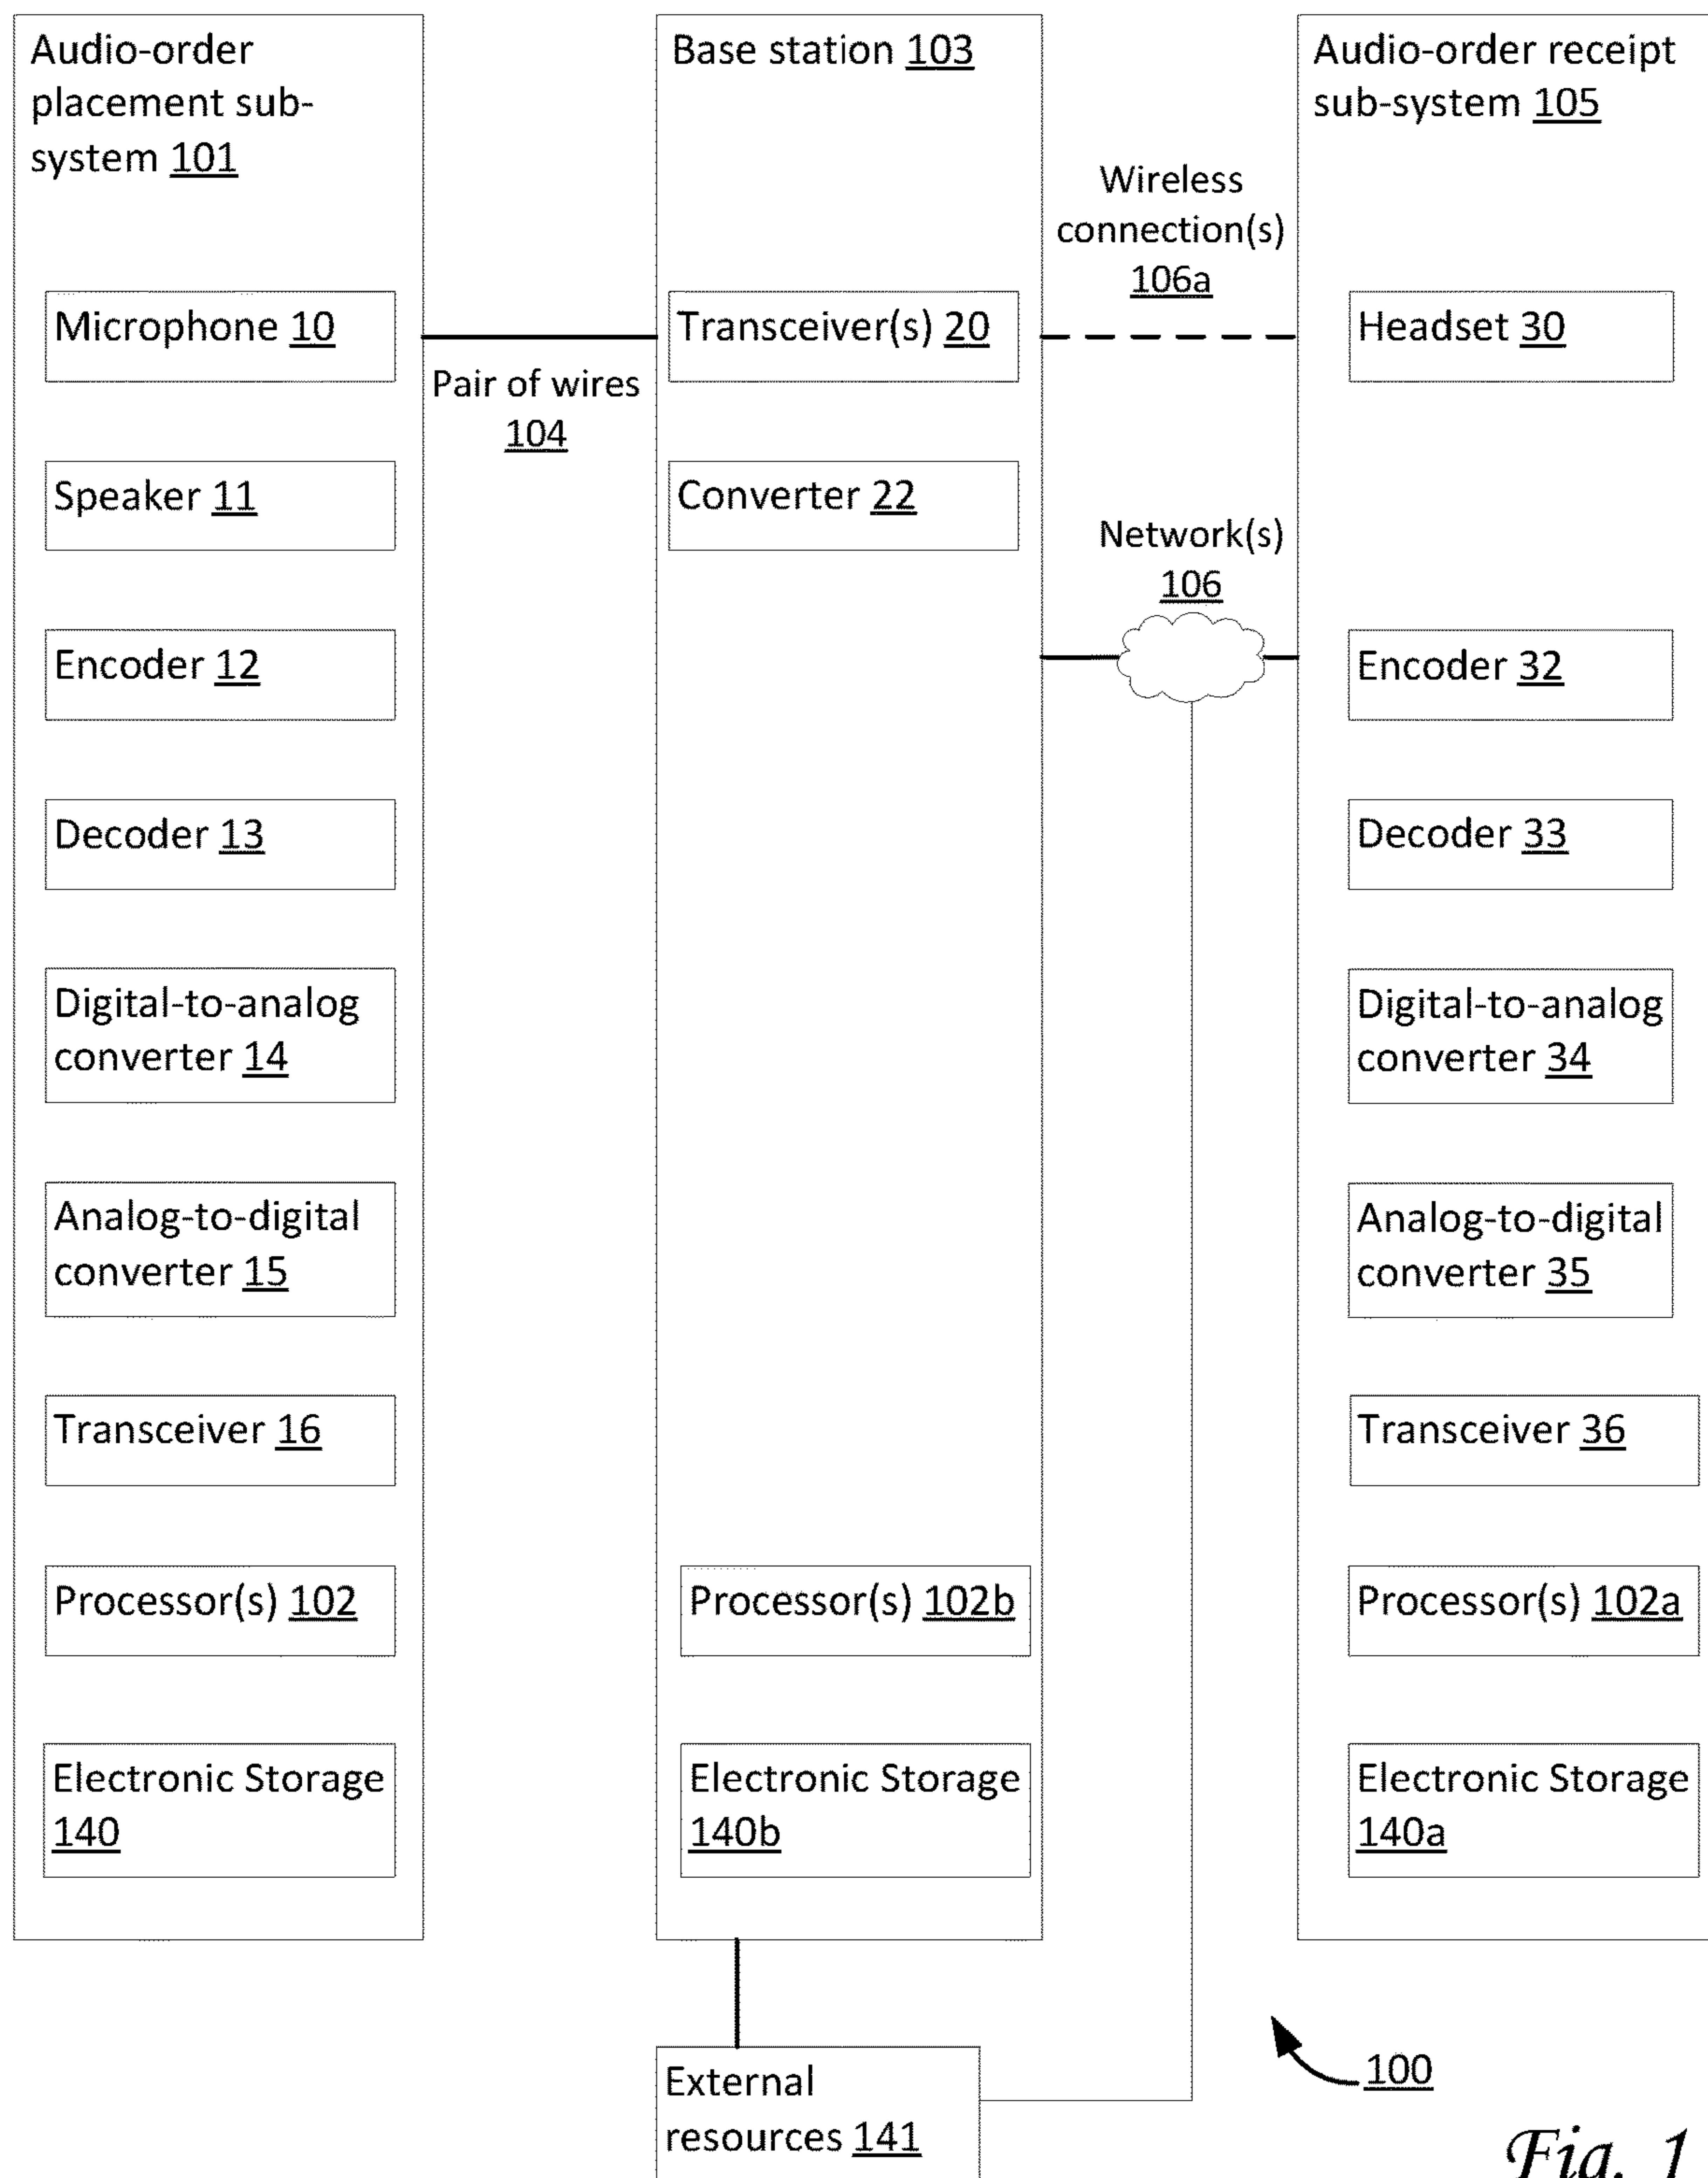 Audio-order
placement sub-
system 101
Microphone 10
Speaker 11
Encoder 12
Decoder 13
Digital-to-analog
converter 14
Analog-to-digital
converter 15
Transceiver 16
Processor(s) 102
Electronic Storage
140
Pair of wires
104
Base station 103
Transceiver(s) 20
Converter 22
Processor(s) 102b
Electronic Storage
140b
Wireless
connection(s)
106a
Network(s)
106
Audio-order receipt
sub-system 105
Headset 30
Encoder 32
Decoder 33
Digital-to-analog
converter 34
Analog-to-digital
converter 35
Transceiver 36
Processor(s) 102a
Electronic Storage
140a
External
resources 141
100
Fig. 1